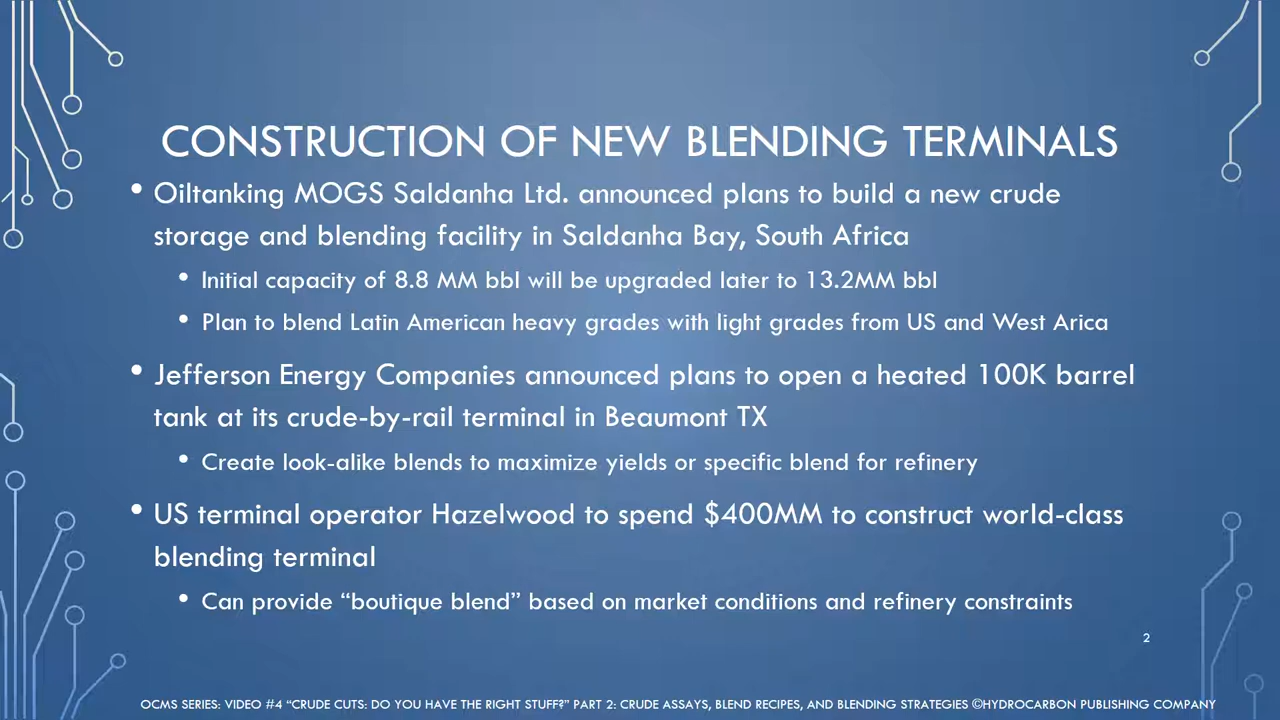 CONSTRUCTION OF NEW BLENDING TERMINALS
• Oiltanking MOGS Saldanha Ltd. announced plans to build a new crude
storage and blending facility in Saldanha Bay, South Africa
• Initial capacity of 8.8 MM bbl will be upgraded later to 13.2MM bbl
• Plan to blend Latin American heavy grades with light grades from US and West Arica
• Jefferson Energy Companies announced plans to open a heated 100K barrel
tank at its crude-by-rail terminal in Beaumont TX
• Create look-alike blends to maximize yields or specific blend for refinery
• US terminal operator Hazelwood to spend $400MM to construct world-class
blending terminal
• Can provide “boutique blend” based on market conditions and refinery constraints
2
OCMS SERIES: VIDEO #4 “CRUDE CUTS: DO YOU HAVE THE RIGHT STUFF?” PART 2: CRUDE ASSAYS, BLEND RECIPES, AND BLENDING STRATEGIES ©HYDROCARBON PUBLISHING COMPANY